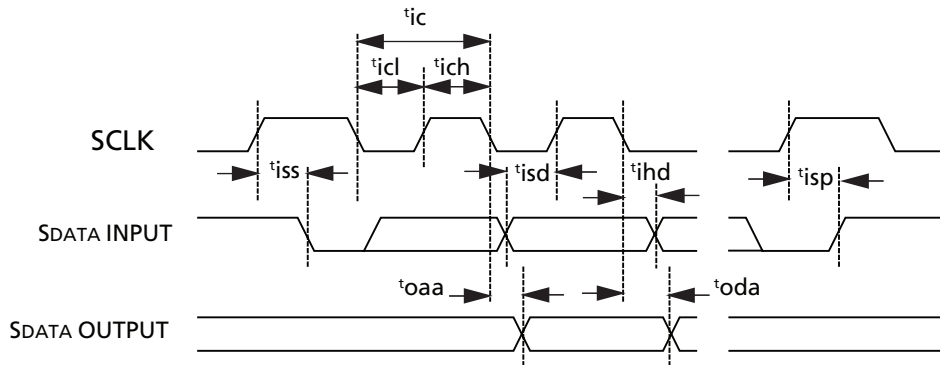 tic
ticl tich
SCLK
tiss tisd tihd tisp
SDATA INPUT
toaa toda
SDATA OUTPUT